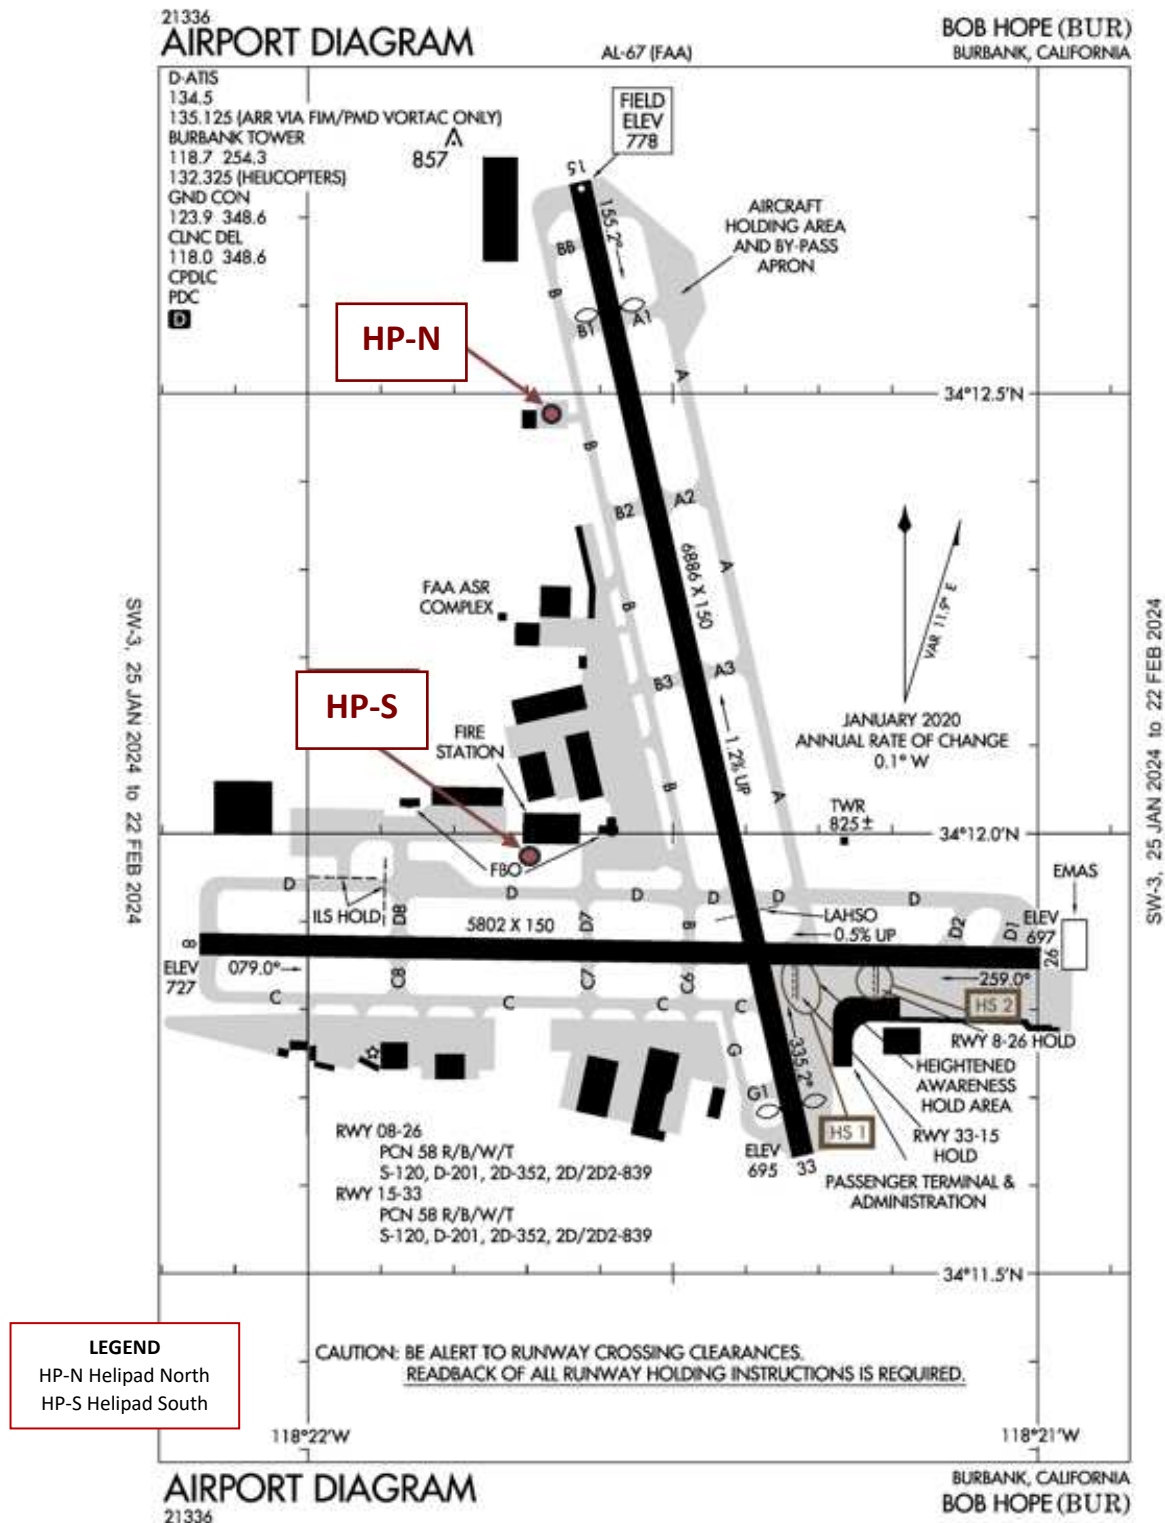 21336
AIRPORT DIAGRAM
AL-67 (FAA)
BOB HOPE (BUR)
BURBANK, CALIFORNIA
D-ATIS
134.5
135.125 (ARR VIA FIM/PMD VORTAC ONLY)
BURBANK TOWER
118.7 254.3
132.325 (HELICOPTERS)
GND CON
123.9 348.6
CLNC DEL
118.0 348.6
CPDLC
PDC
D
857
FIELD
ELEV
778
15
155.2°
AIRCRAFT
HOLDING AREA
AND BY-PASS
APRON
BB
B
B1
A1
HP-N
A
34°12.5'N
B
B2
A2
6886 X 150
A
VAR 11.9° E
FAA ASR
COMPLEX
B
B3
A3
HP-S
JANUARY 2020
ANNUAL RATE OF CHANGE
0.1° W
FIRE
STATION
1.2% UP
B
A
TWR
825±
34°12.0'N
FBO
EMAS
D
D
D
D
D
D
ILS HOLD
D8
5802 X 150
D7
B
LAHSO
0.5% UP
D2
D1
ELEV
697
8
26
ELEV
727
079.0°
259.0°
C8
C7
C6
C
C
C
HS 2
RWY 8-26 HOLD
G
335.2°
HEIGHTENED
AWARENESS
HOLD AREA
G1
HS 1
RWY 33-15
HOLD
ELEV
695
33
PASSENGER TERMINAL &
ADMINISTRATION
RWY 08-26
PCN 58 R/B/W/T
S-120, D-201, 2D-352, 2D/2D2-839
RWY 15-33
PCN 58 R/B/W/T
S-120, D-201, 2D-352, 2D/2D2-839
34°11.5'N
LEGEND
HP-N Helipad North
HP-S Helipad South
CAUTION: BE ALERT TO RUNWAY CROSSING CLEARANCES.
READBACK OF ALL RUNWAY HOLDING INSTRUCTIONS IS REQUIRED.
118°22'W
118°21'W
SW-3, 25 JAN 2024 to 22 FEB 2024
SW-3, 25 JAN 2024 to 22 FEB 2024
AIRPORT DIAGRAM
21336
BURBANK, CALIFORNIA
BOB HOPE (BUR)